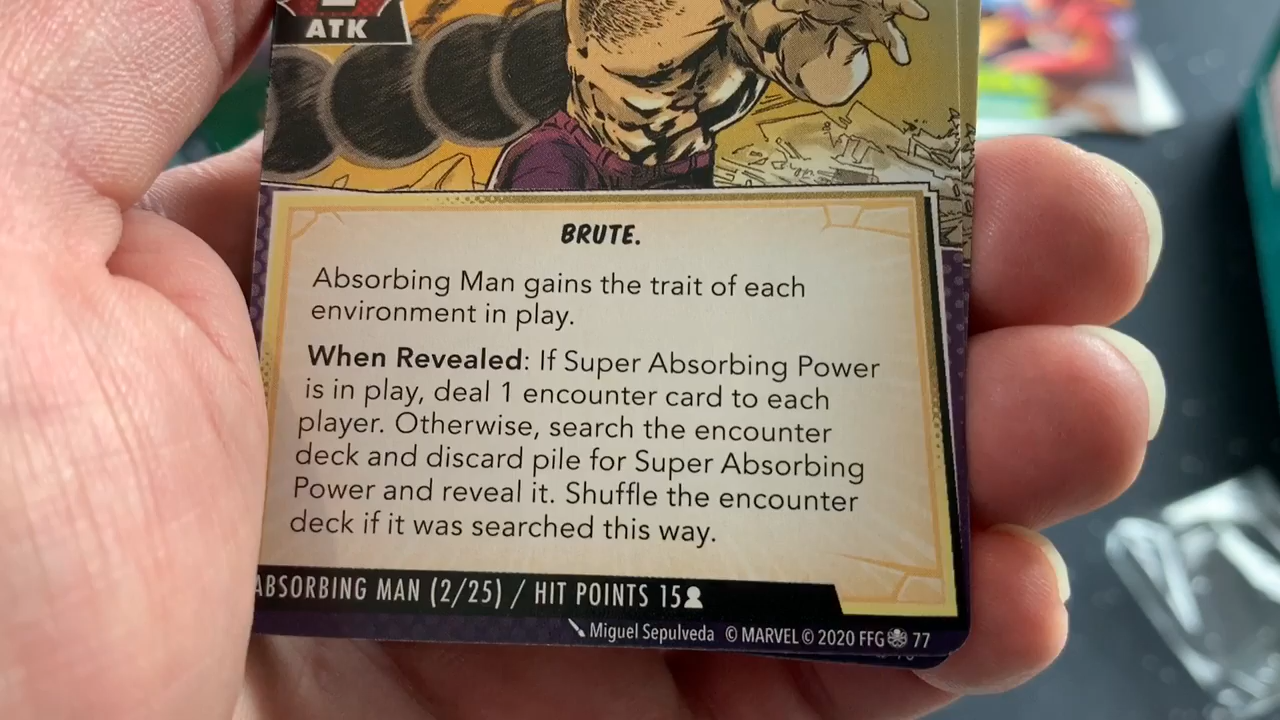 ATK
BRUTE.
Absorbing Man gains the trait of each
environment in play.
When Revealed: If Super Absorbing Power
is in play, deal 1 encounter card to each
player. Otherwise, search the encounter
deck and discard pile for Super Absorbing
Power and reveal it. Shuffle the encounter
deck if it was searched this way.
ABSORBING MAN (2/25) / HIT POINTS 15
Miguel Sepulveda © MARVEL © 2020 FFG 77